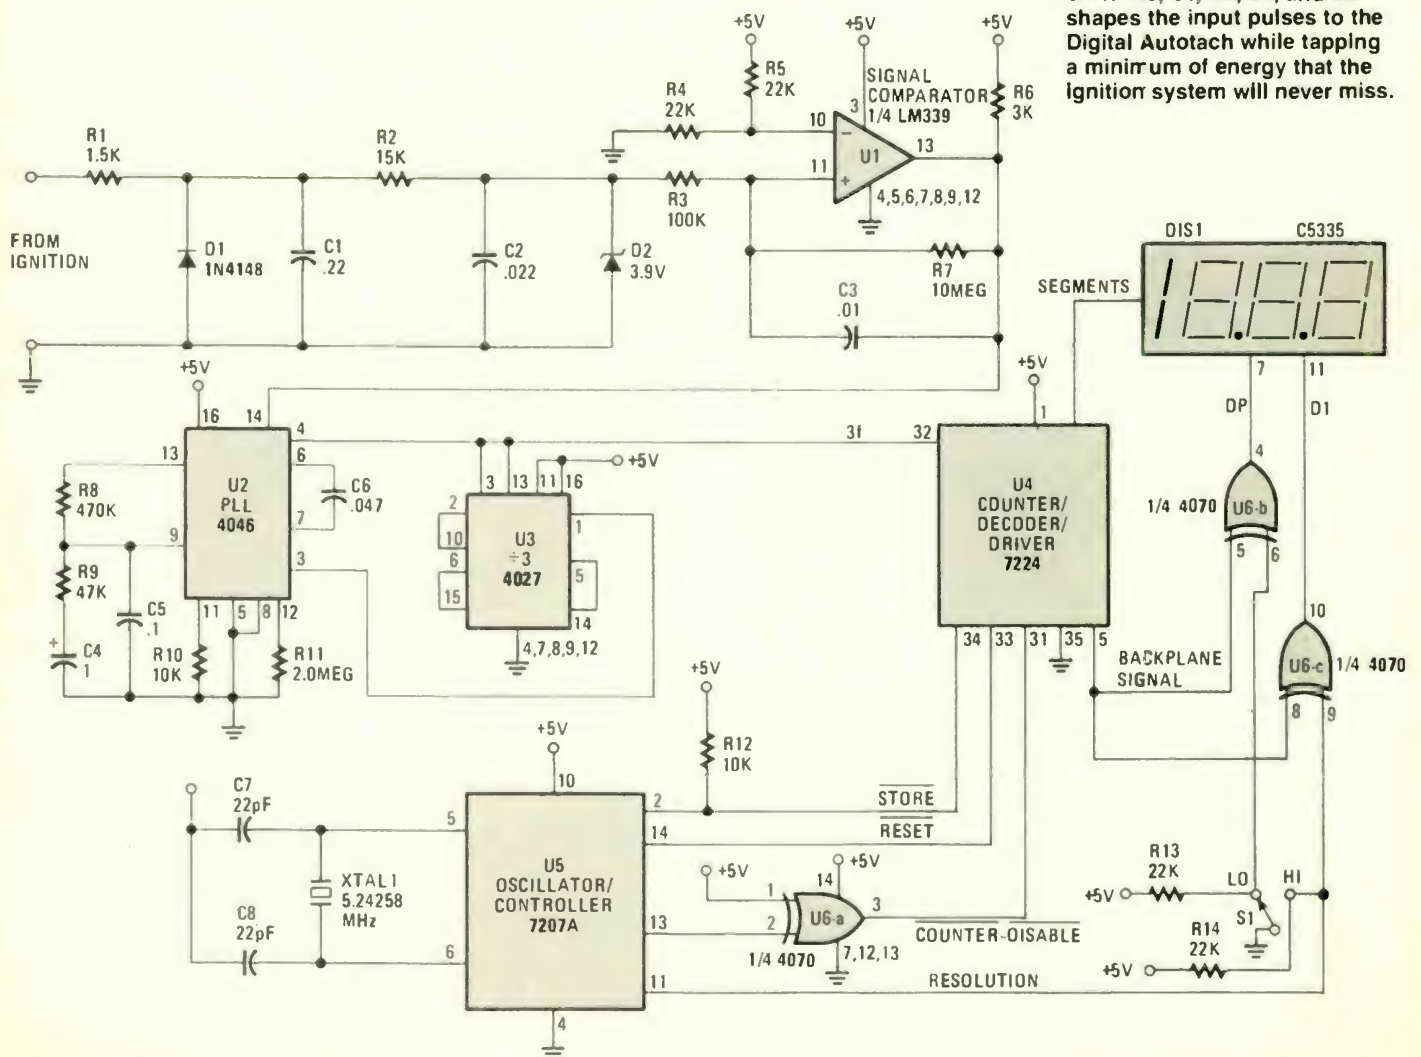 shapes the input pulses to the
Digital Autotach while tapping
a minimum of energy that the
ignition system will never miss.
+5V
+5V
+5V
R5
22K
R4
22K
SIGNAL
COMPARATOR
1/4 LM339
3
R6
3K
10
−
U1
13
11
+
4,5,6,7,8,9,12
R1
1.5K
R2
15K
R3
100K
FROM
IGNITION
D1
1N4148
C1
.22
C2
.022
D2
3.9V
R7
10MEG
C3
.01
DIS1
C5335
SEGMENTS
7
11
DP
D1
+5V
16
14
4
13
6
U2
PLL
4046
C6
.047
7
9
3
R8
470K
R9
47K
C5
.1
+
C4
1
11
5
8
12
R10
10K
R11
2.0MEG
3
13
11
16
+5V
2
10
6
15
1
U3
÷3
4027
5
14
4,7,8,9,12
3f
32
+5V
1
U4
COUNTER/
DECODER/
DRIVER
7224
34
33
31
35
5
BACKPLANE
SIGNAL
4
1/4 4070
U6-b
5
6
10
U6-c
1/4 4070
8
9
+5V
R12
10K
+5V
10
C7
22pF
5
XTAL1
5.24258
MHz
C8
22pF
6
U5
OSCILLATOR/
CONTROLLER
7207A
4
2
STORE
14
RESET
+5V
+5V
14
1
2
U6-a
3
13
1/4 4070
7,12,13
COUNTER-DISABLE
11
RESOLUTION
R13
22K
LO
HI
+5V
S1
R14
22K
+5V